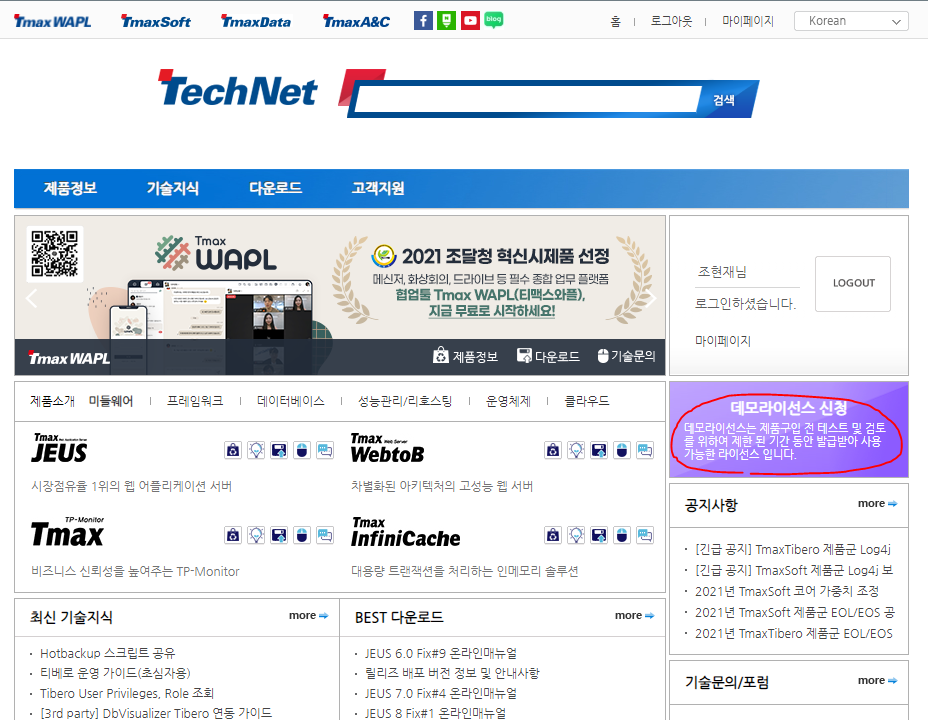 TmaxWAPL TmaxSoft TmaxData TmaxA&C blog 홈 로그아웃 마이페이지 Korean
TechNet 검색
제품정보 기술지식 다운로드 고객지원
Tmax
WAPL
2021 조달청 혁신시제품 선정
메신저, 화상회의, 드라이브 등 필수 종합 업무 플랫폼
협업툴 Tmax WAPL(티맥스와플),
지금 무료로 시작하세요!
TmaxWAPL 제품정보 다운로드 기술문의
조현재님
로그인하셨습니다.
LOGOUT
마이페이지
제품소개 미들웨어 프레임워크 데이터베이스 성능관리/리호스팅 운영체제 클라우드
데모라이선스 신청
데모라이선스는 제품구입 전 테스트 및 검토
를 위하여 제한 된 기간 동안 발급받아 사용
가능한 라이선스 입니다.
Tmax Web Application Server
JEUS
시장점유율 1위의 웹 어플리케이션 서버
Tmax Web Server
WebtoB
차별화된 아키텍처의 고성능 웹 서버
TP-Monitor
Tmax
비즈니스 신뢰성을 높여주는 TP-Monitor
Tmax
InfiniCache
대용량 트랜잭션을 처리하는 인메모리 솔루션
공지사항 more
· [긴급 공지] TmaxTibero 제품군 Log4j
· [긴급 공지] TmaxSoft 제품군 Log4j 보
· 2021년 TmaxSoft 코어 가중치 조정
· 2021년 TmaxSoft 제품군 EOL/EOS 공
· 2021년 TmaxTibero 제품군 EOL/EOS
최신 기술지식 more
· Hotbackup 스크립트 공유
· 티베로 운영 가이드(초심자용)
· Tibero User Privileges, Role 조회
· [3rd party] DbVisualizer Tibero 연동 가이드
BEST 다운로드 more
· JEUS 6.0 Fix#9 온라인매뉴얼
· 릴리즈 배포 버전 정보 및 안내사항
· JEUS 7.0 Fix#4 온라인매뉴얼
· JEUS 8 Fix#1 온라인매뉴얼
기술문의/포럼 more